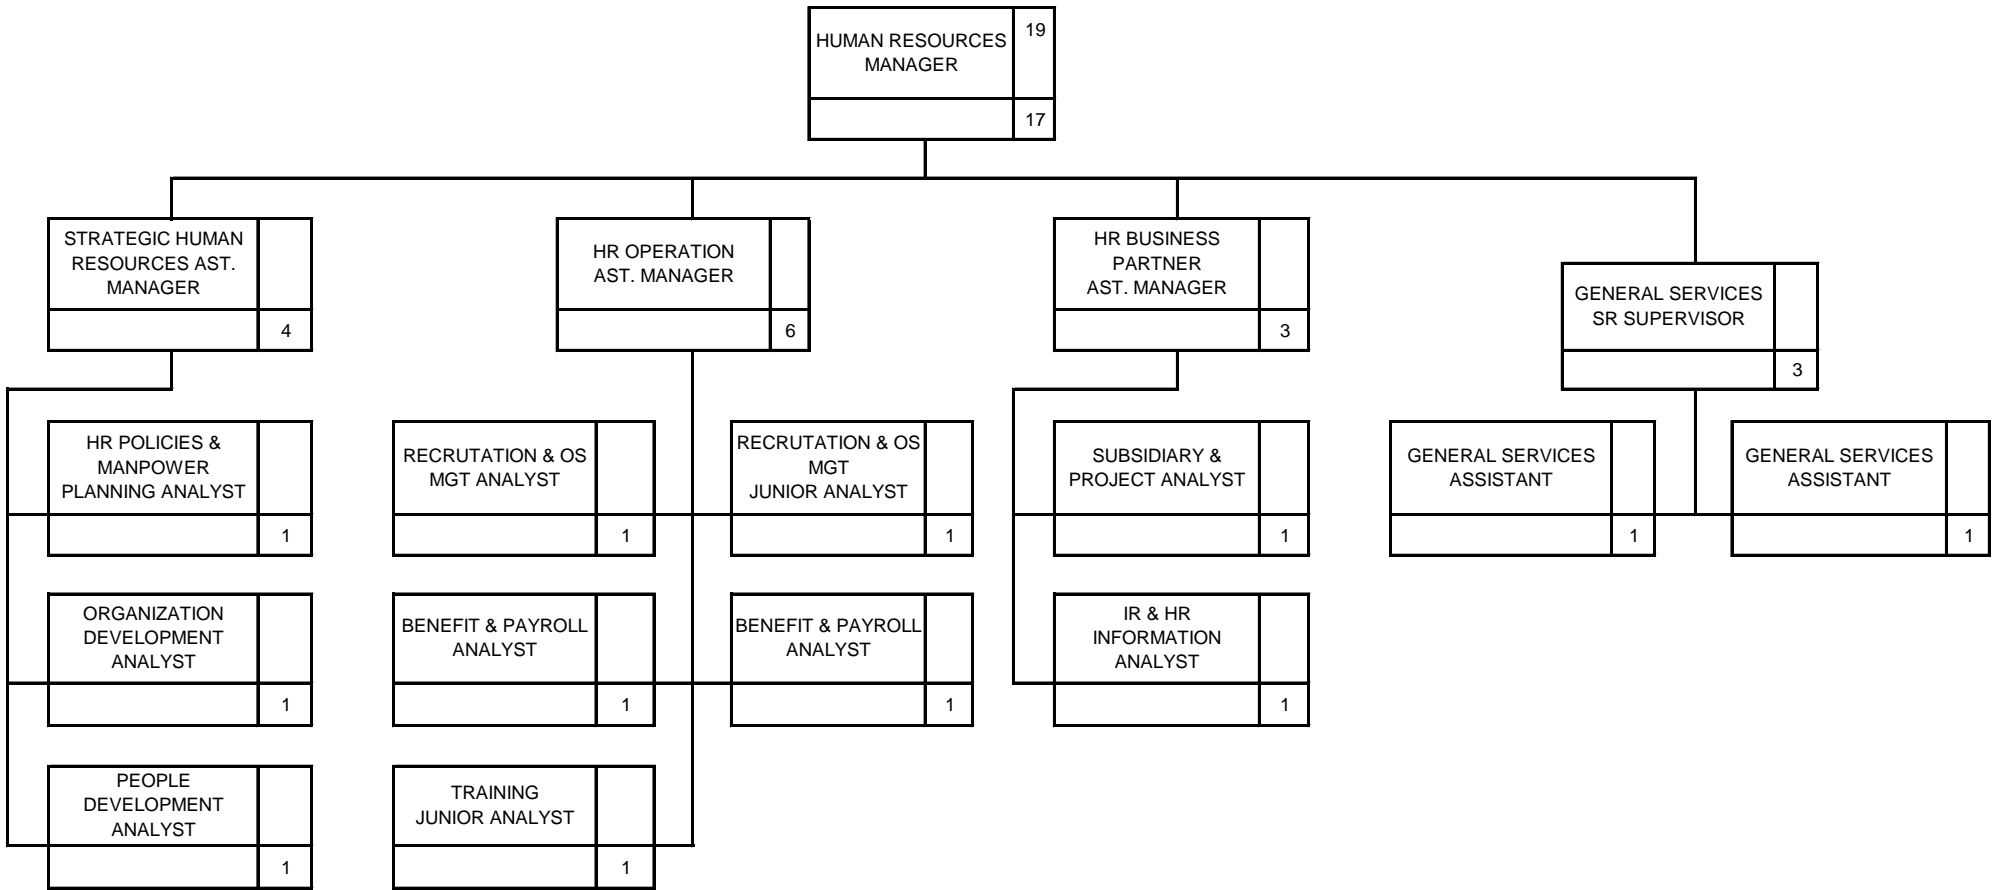 HUMAN RESOURCES
MANAGER
19
17
STRATEGIC HUMAN
RESOURCES AST.
MANAGER
4
HR OPERATION
AST. MANAGER
6
HR BUSINESS
PARTNER
AST. MANAGER
3
GENERAL SERVICES
SR SUPERVISOR
3
HR POLICIES &
MANPOWER
PLANNING ANALYST
1
RECRUTATION & OS
MGT ANALYST
1
RECRUTATION & OS
MGT
JUNIOR ANALYST
1
SUBSIDIARY &
PROJECT ANALYST
1
GENERAL SERVICES
ASSISTANT
1
GENERAL SERVICES
ASSISTANT
1
ORGANIZATION
DEVELOPMENT
ANALYST
1
BENEFIT & PAYROLL
ANALYST
1
BENEFIT & PAYROLL
ANALYST
1
IR & HR
INFORMATION
ANALYST
1
PEOPLE
DEVELOPMENT
ANALYST
1
TRAINING
JUNIOR ANALYST
1